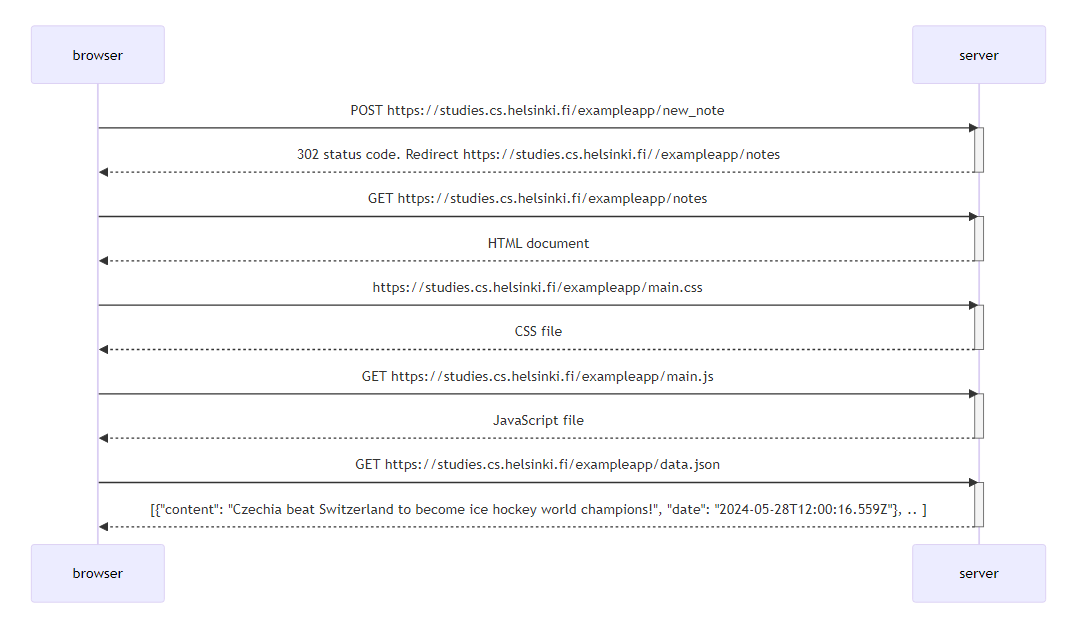 browser server
POST https://studies.cs.helsinki.fi/exampleapp/new_note
302 status code. Redirect https://studies.cs.helsinki.fi//exampleapp/notes
GET https://studies.cs.helsinki.fi/exampleapp/notes
HTML document
https://studies.cs.helsinki.fi/exampleapp/main.css
CSS file
GET https://studies.cs.helsinki.fi/exampleapp/main.js
JavaScript file
GET https://studies.cs.helsinki.fi/exampleapp/data.json
[{"content": "Czechia beat Switzerland to become ice hockey world champions!", "date": "2024-05-28T12:00:16.559Z"}, .. ]
browser server